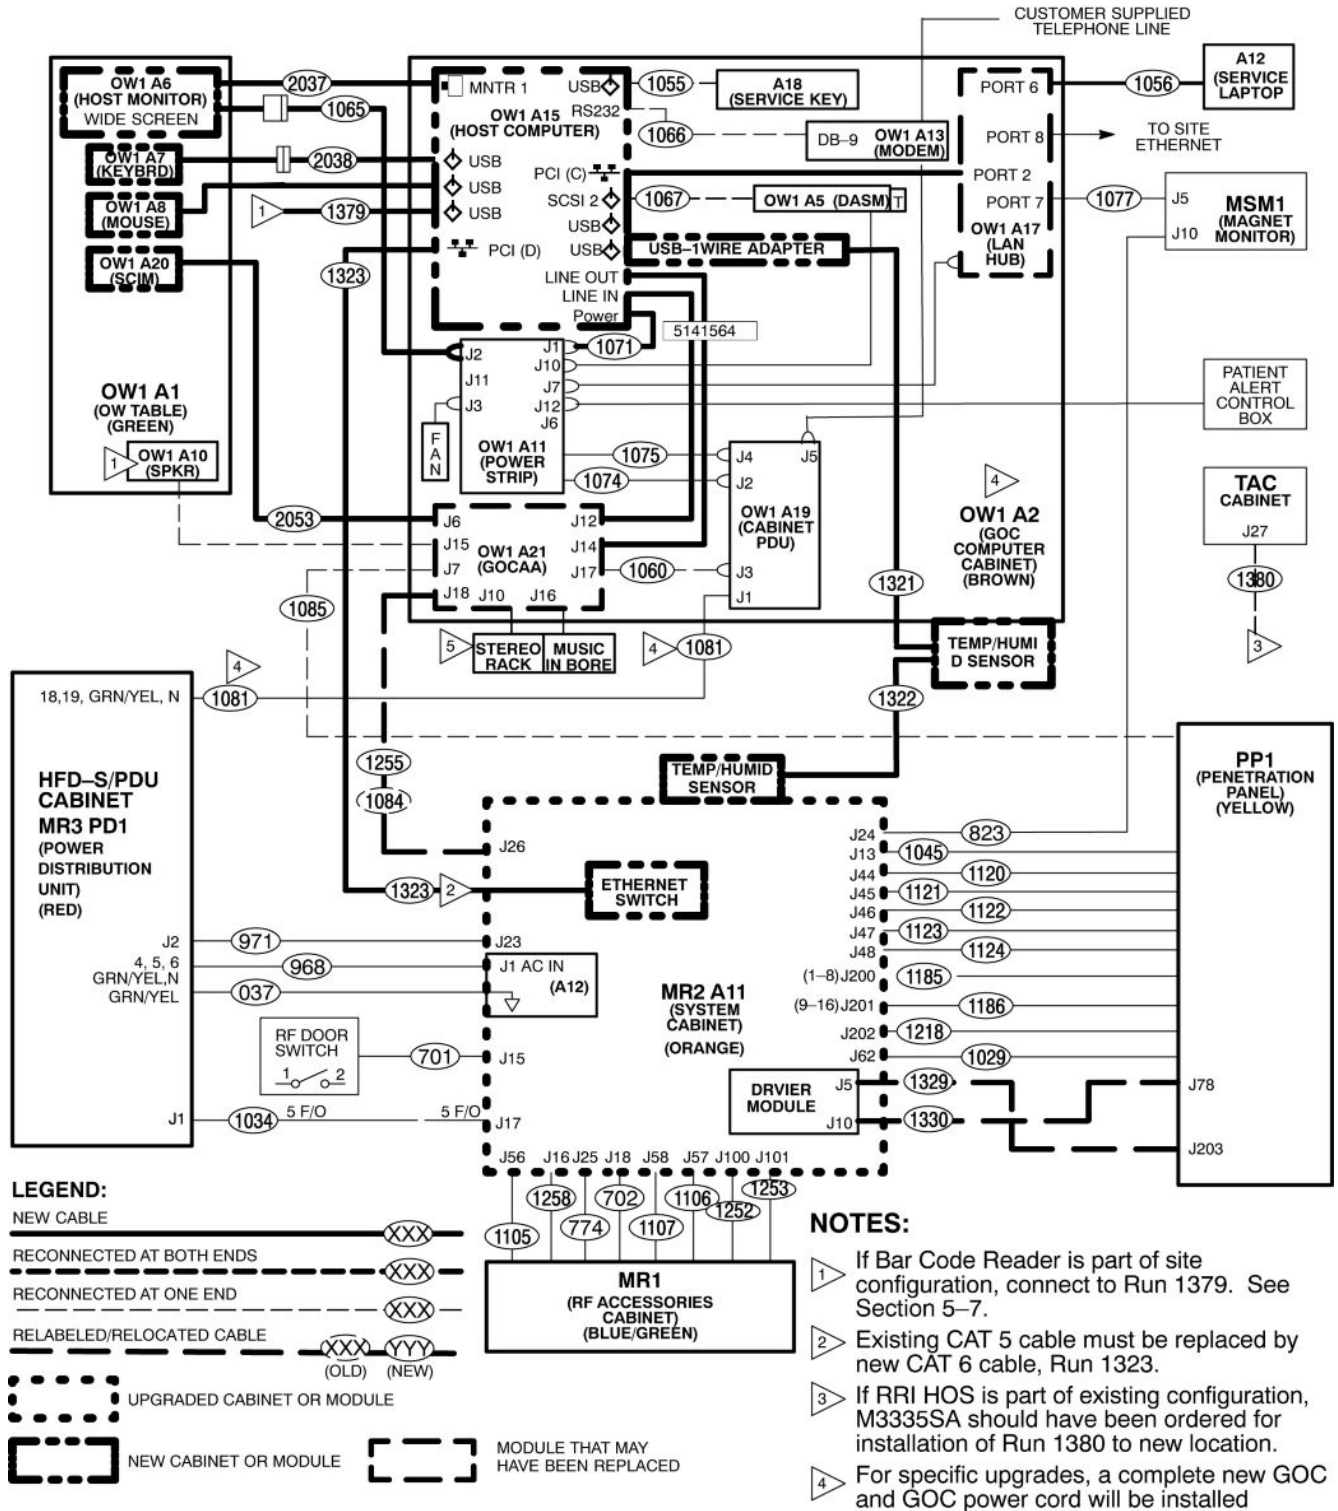 CUSTOMER SUPPLIED
TELEPHONE LINE
OW1 A6
(HOST MONITOR)
WIDE SCREEN
2037
1065
OW1 A7
(KEYBRD)
2038
OW1 A8
(MOUSE)
1
1379
OW1 A20
(SCIM)
1323
OW1 A1
(OW TABLE)
(GREEN)
1
OW1 A10
(SPKR)
2053
MNTR 1
USB
OW1 A15
RS232
(HOST COMPUTER)
USB
USB
USB
PCI (C)
SCSI 2
USB
PCI (D)
USB
LINE OUT
LINE IN
Power
1055
A18
(SERVICE KEY)
1066
DB–9
OW1 A13
(MODEM)
1067
OW1 A5 (DASM)
T
USB–1WIRE ADAPTER
PORT 6
PORT 8
PORT 2
PORT 7
OW1 A17
(LAN
HUB)
1056
A12
(SERVICE
LAPTOP
TO SITE
ETHERNET
1077
J5
J10
MSM1
(MAGNET
MONITOR)
5141564
1071
J2
J11
J3
J1
J10
J7
J12
J6
OW1 A11
(POWER
STRIP)
F
A
N
1075
1074
J4
J5
J2
OW1 A19
(CABINET
PDU)
J3
J1
PATIENT
ALERT
CONTROL
BOX
4
OW1 A2
(GOC
COMPUTER
CABINET)
(BROWN)
TAC
CABINET
J27
1380
3
J6
J12
J15
J14
OW1 A21
(GOCAA)
J7
J17
J18
J10
J16
1060
1085
1321
5
STEREO
RACK
MUSIC
IN BORE
4
1081
TEMP/HUMI
D SENSOR
1322
4
18,19, GRN/YEL, N
1081
1255
1084
TEMP/HUMID
SENSOR
HFD–S/PDU
CABINET
MR3 PD1
(POWER
DISTRIBUTION
UNIT)
(RED)
PP1
(PENETRATION
PANEL)
(YELLOW)
J26
1323
2
ETHERNET
SWITCH
J24
823
J13
1045
J44
1120
J45
1121
J46
1122
J47
1123
J48
1124
(1–8)J200
1185
(9–16)J201
1186
J202
1218
J62
1029
J2
971
J23
4, 5, 6
GRN/YEL,N
968
J1 AC IN
(A12)
GRN/YEL
037
MR2 A11
(SYSTEM
CABINET)
(ORANGE)
RF DOOR
SWITCH
1
2
701
J15
DRVIER
MODULE
J5
1329
J78
J10
1330
J203
J1
1034
5 F/O
5 F/O
J17
J56
J16
J25
J18
J58
J57
J100
J101
1105
1258
774
702
1107
1106
1252
1253
MR1
(RF ACCESSORIES
CABINET)
(BLUE/GREEN)
LEGEND:
NEW CABLE
XXX
RECONNECTED AT BOTH ENDS
XXX
RECONNECTED AT ONE END
XXX
RELABELED/RELOCATED CABLE
XXX
YYY
(OLD)
(NEW)
UPGRADED CABINET OR MODULE
NEW CABINET OR MODULE
MODULE THAT MAY
HAVE BEEN REPLACED
NOTES:
1
If Bar Code Reader is part of site
configuration, connect to Run 1379. See
Section 5–7.
2
Existing CAT 5 cable must be replaced by
new CAT 6 cable, Run 1323.
3
If RRI HOS is part of existing configuration,
M3335SA should have been ordered for
installation of Run 1380 to new location.
4
For specific upgrades, a complete new GOC
and GOC power cord will be installed